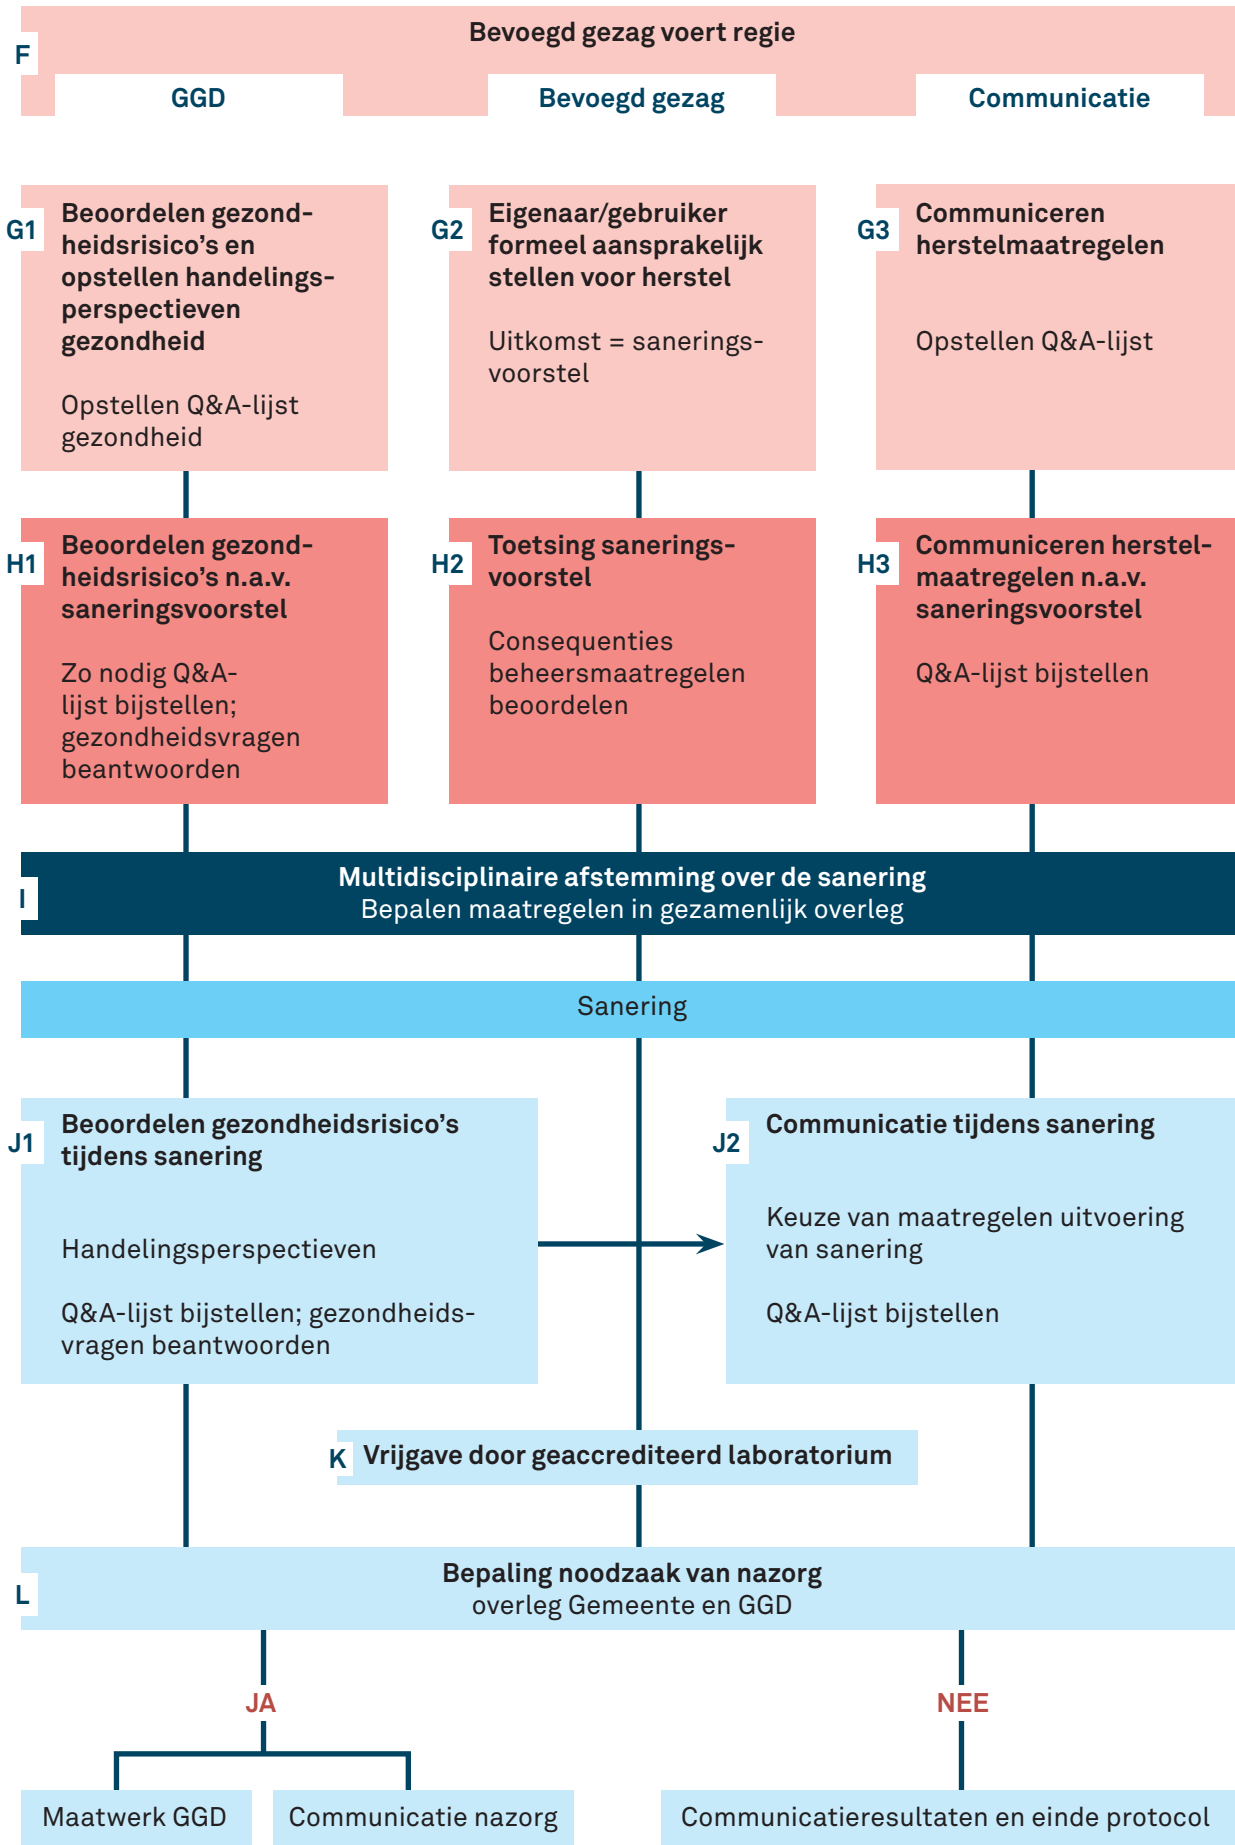 Bevoegd gezag voert regie
F
GGD
Bevoegd gezag
Communicatie
G1
Beoordelen gezond-
heidsrisico's en
opstellen handelings-
perspectieven
gezondheid
Opstellen Q&A-lijst
gezondheid
G2
Eigenaar/gebruiker
formeel aansprakelijk
stellen voor herstel
Uitkomst = sanerings-
voorstel
G3
Communiceren
herstelmaatregelen
Opstellen Q&A-lijst
H1
Beoordelen gezond-
heidsrisico's n.a.v.
saneringsvoorstel
Zo nodig Q&A-
lijst bijstellen;
gezondheidsvragen
beantwoorden
H2
Toetsing sanerings-
voorstel
Consequenties
beheersmaatregelen
beoordelen
H3
Communiceren herstel-
maatregelen n.a.v.
saneringsvoorstel
Q&A-lijst bijstellen
I
Multidisciplinaire afstemming over de sanering
Bepalen maatregelen in gezamenlijk overleg
Sanering
J1
Beoordelen gezondheidsrisico's
tijdens sanering
Handelingsperspectieven
Q&A-lijst bijstellen; gezondheids-
vragen beantwoorden
J2
Communicatie tijdens sanering
Keuze van maatregelen uitvoering
van sanering
Q&A-lijst bijstellen
K
Vrijgave door geaccrediteerd laboratorium
L
Bepaling noodzaak van nazorg
overleg Gemeente en GGD
JA
NEE
Maatwerk GGD
Communicatie nazorg
Communicatieresultaten en einde protocol